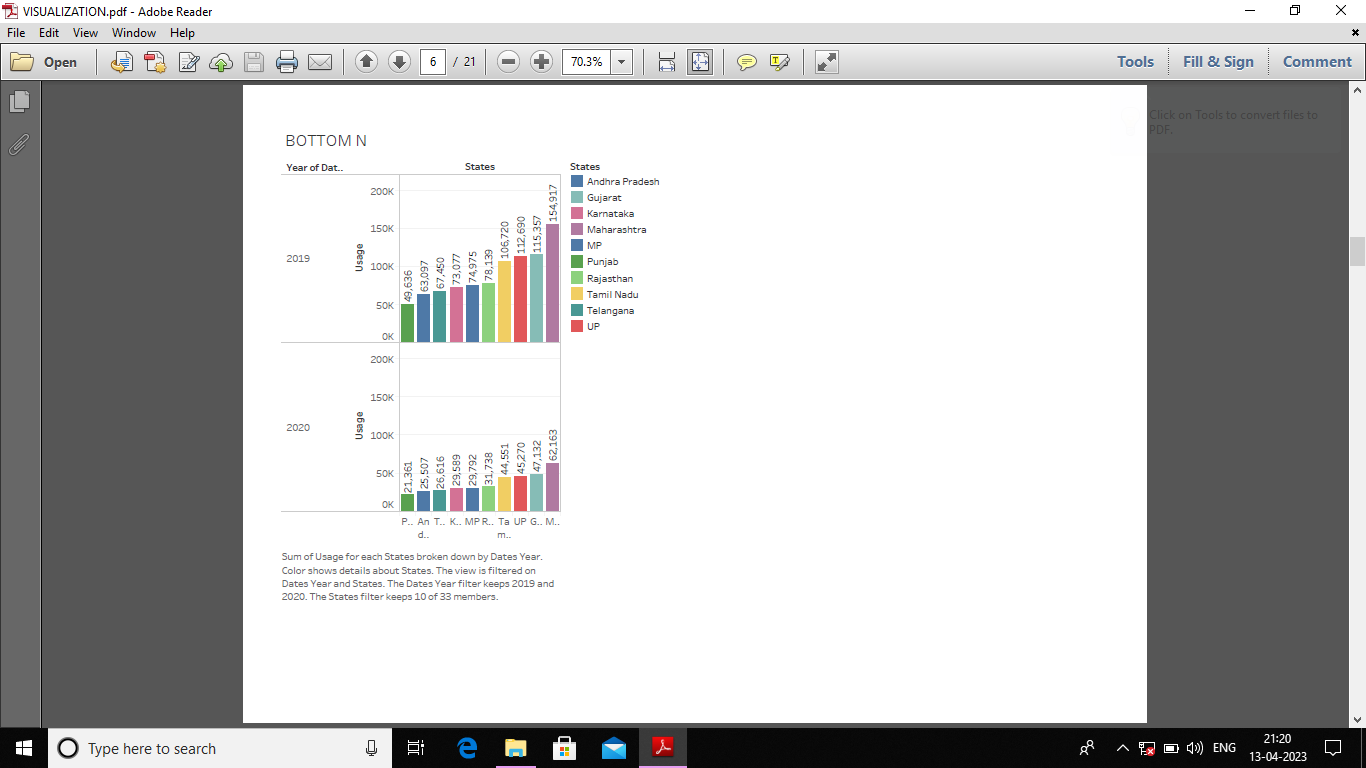 VISUALIZATION.pdf - Adobe Reader
File Edit View Window Help
Open 6 / 21 70.3% Tools Fill & Sign Comment
Click on Tools to convert files to
PDF.
BOTTOM N
Year of Dat.. States
2019
Usage
200K
150K
100K
50K
0K
49,636
63,097
67,450
73,077
74,975
78,139
106,720
112,690
115,357
154,917
2020
Usage
200K
150K
100K
50K
0K
21,361
25,507
26,616
29,589
29,792
31,738
44,551
45,270
47,132
62,163
P.. An T.. K.. MP R.. Ta UP G.. M..
d.. m..
States
Andhra Pradesh
Gujarat
Karnataka
Maharashtra
MP
Punjab
Rajasthan
Tamil Nadu
Telangana
UP
Sum of Usage for each States broken down by Dates Year.
Color shows details about States. The view is filtered on
Dates Year and States. The Dates Year filter keeps 2019 and
2020. The States filter keeps 10 of 33 members.
Type here to search
ENG
21:20
13-04-2023